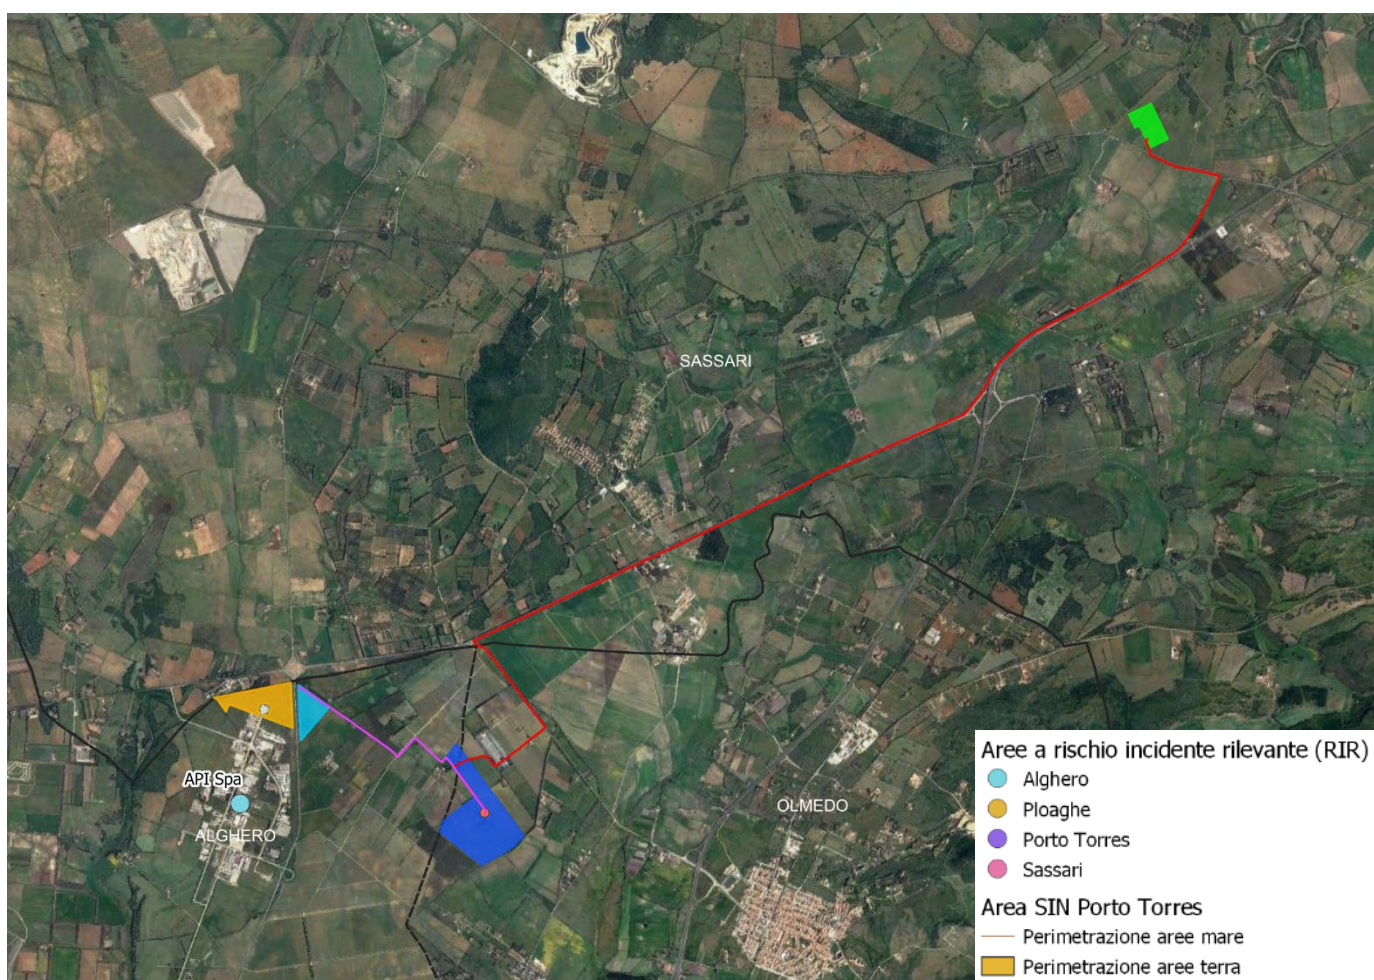 SASSARI
API Spa
ALGHERO
OLMEDO
Aree a rischio incidente rilevante (RIR)
Alghero
Ploaghe
Porto Torres
Sassari
Area SIN Porto Torres
Perimetrazione aree mare
Perimetrazione aree terra